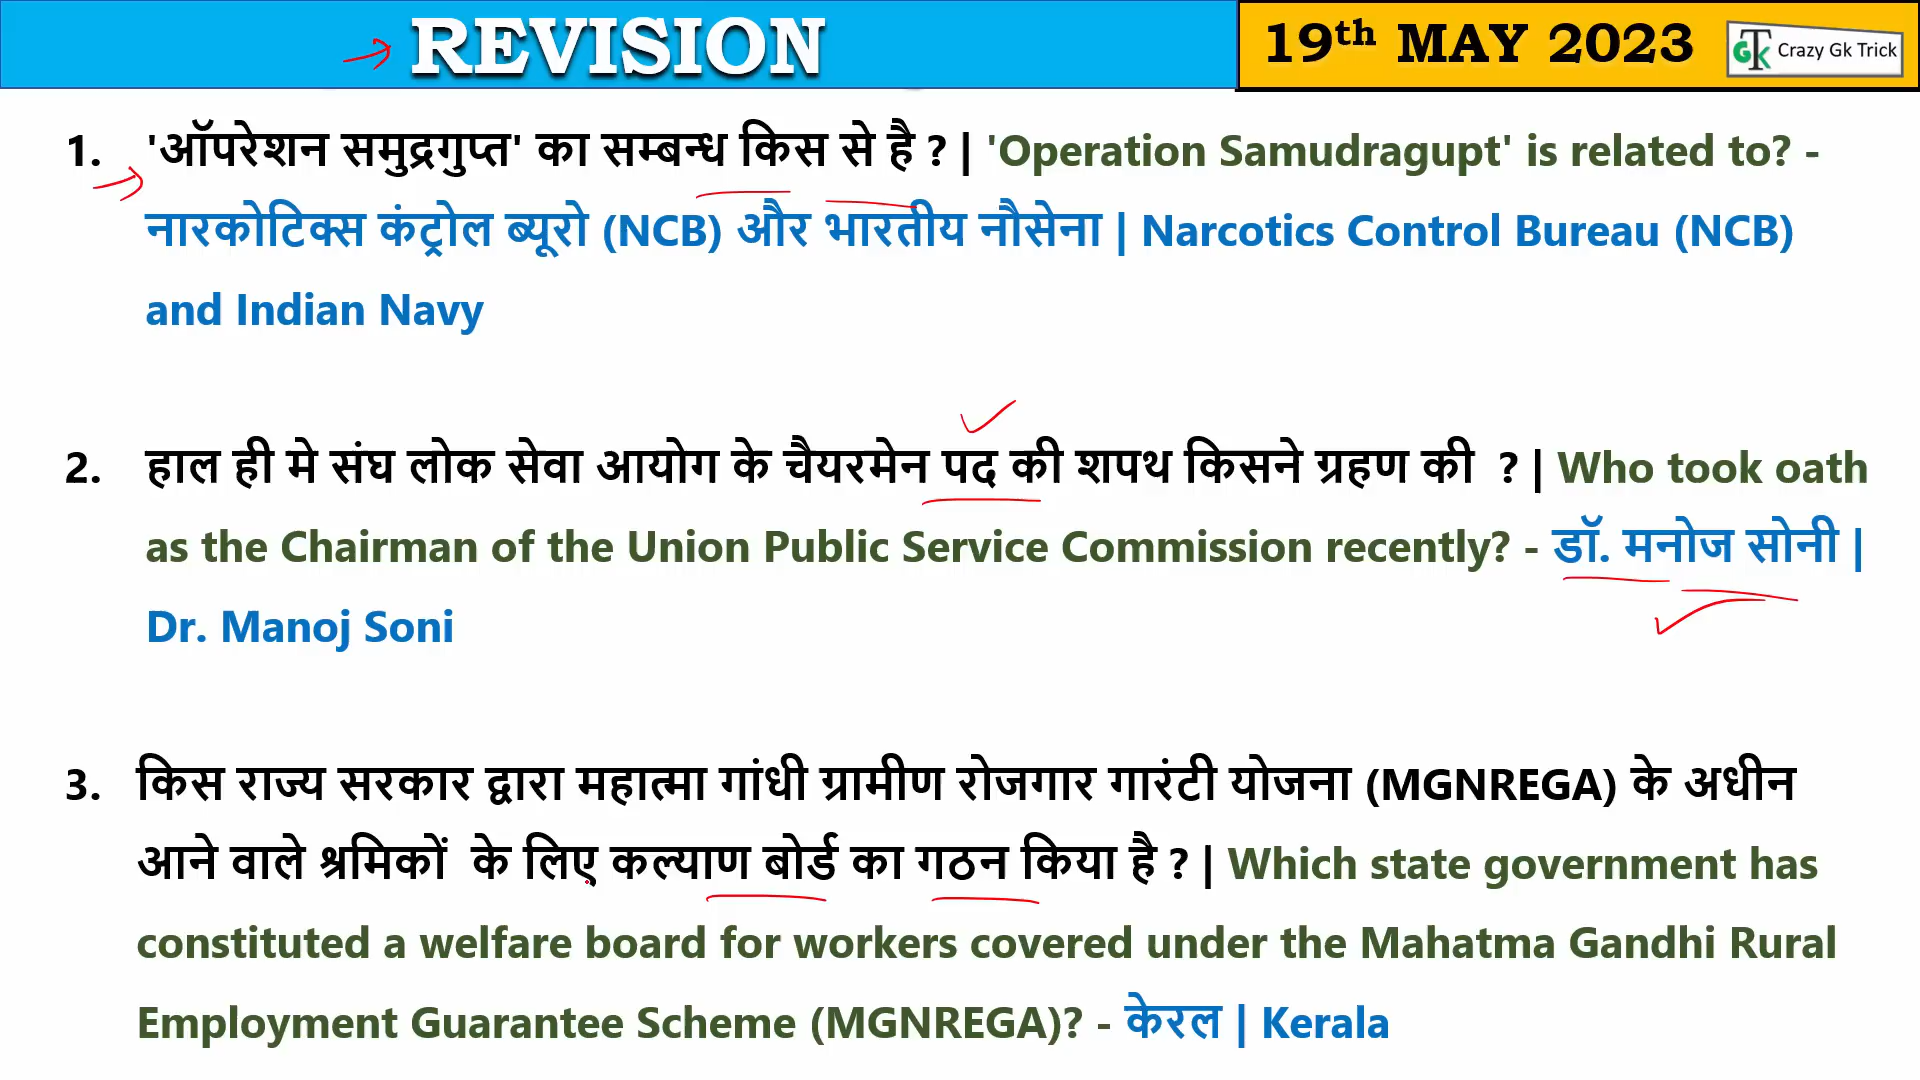 REVISION
19th MAY 2023
GTK Crazy Gk Trick
1. 'ऑपरेशन समुद्रगुप्त' का सम्बन्ध किस से है ? | 'Operation Samudragupt' is related to? -
नारकोटिक्स कंट्रोल ब्यूरो (NCB) और भारतीय नौसेना | Narcotics Control Bureau (NCB)
and Indian Navy
2. हाल ही मे संघ लोक सेवा आयोग के चैयरमेन पद की शपथ किसने ग्रहण की ? | Who took oath
as the Chairman of the Union Public Service Commission recently? - डॉ. मनोज सोनी |
Dr. Manoj Soni
3. किस राज्य सरकार द्वारा महात्मा गांधी ग्रामीण रोजगार गारंटी योजना (MGNREGA) के अधीन
आने वाले श्रमिकों के लिए कल्याण बोर्ड का गठन किया है ? | Which state government has
constituted a welfare board for workers covered under the Mahatma Gandhi Rural
Employment Guarantee Scheme (MGNREGA)? - केरल | Kerala